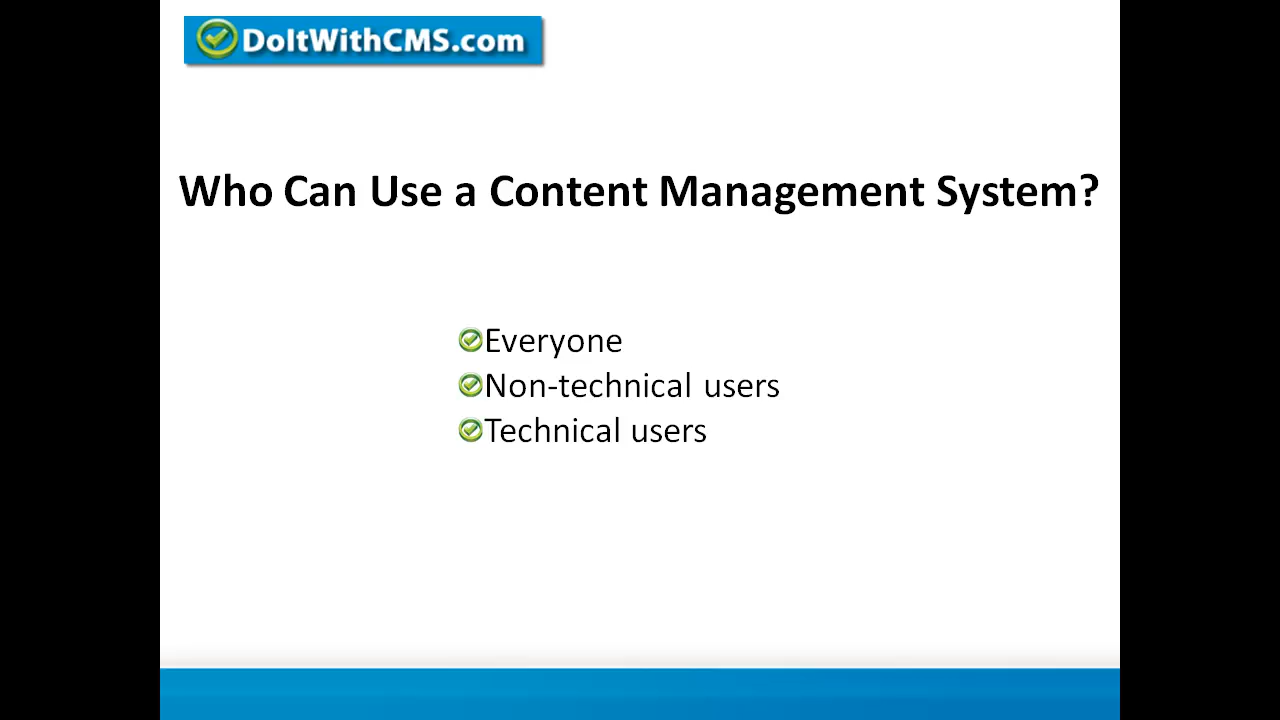 DoItWithCMS.com
Who Can Use a Content Management System?
Everyone
Non-technical users
Technical users